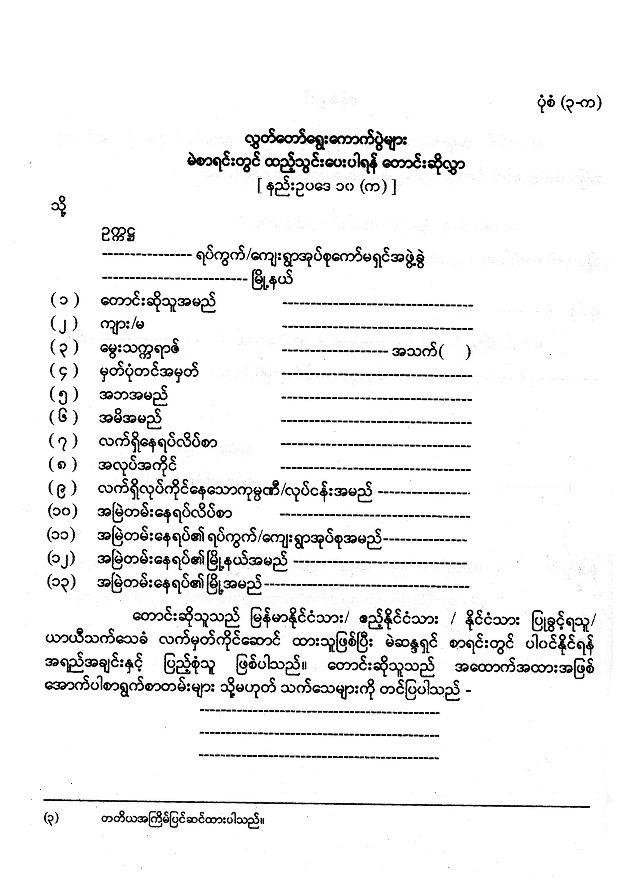 ပုံစံ (၃-က)
လွှတ်တော်ရွေးကောက်ပွဲများ
မဲစာရင်းတွင် ထည့်သွင်းပေးပါရန် တောင်းဆိုလွှာ
[ နည်းဥပဒေ ၁၀ (က) ]
သို့
ဥက္ကဋ္ဌ
---------------- ရပ်ကွက်/ကျေးရွာအုပ်စုကော်မရှင်အဖွဲ့ခွဲ
-------------------------- မြို့နယ်
(၁) တောင်းဆိုသူအမည် ----------------------------------
(၂) ကျား/မ ----------------------------------
(၃) မွေးသက္ကရာဇ် ------------------- အသက်( )
(၄) မှတ်ပုံတင်အမှတ် ----------------------------------
(၅) အဘအမည် ----------------------------------
(၆) အမိအမည် ----------------------------------
(၇) လက်ရှိနေရပ်လိပ်စာ ----------------------------------
(၈) အလုပ်အကိုင် ----------------------------------
(၉) လက်ရှိလုပ်ကိုင်နေသောကုမ္ပဏီ/လုပ်ငန်းအမည် ----------------
(၁၀) အမြဲတမ်းနေရပ်လိပ်စာ ----------------------------------
(၁၁) အမြဲတမ်းနေရပ်၏ ရပ်ကွက်/ကျေးရွာအုပ်စုအမည်---------------
(၁၂) အမြဲတမ်းနေရပ်၏မြို့နယ်အမည် -------------------------------
(၁၃) အမြဲတမ်းနေရပ်၏မြို့အမည်------------------------------------
တောင်းဆိုသူသည် မြန်မာနိုင်ငံသား/ ဧည့်နိုင်ငံသား / နိုင်ငံသား ပြုခွင့်ရသူ/
ယာယီသက်သေခံ လက်မှတ်ကိုင်ဆောင် ထားသူဖြစ်ပြီး မဲဆန္ဒရှင် စာရင်းတွင် ပါဝင်နိုင်ရန်
အရည်အချင်းနှင့် ပြည့်စုံသူ ဖြစ်ပါသည်။ တောင်းဆိုသူသည် အထောက်အထားအဖြစ်
အောက်ပါစာရွက်စာတမ်းများ သို့မဟုတ် သက်သေများကို တင်ပြပါသည် -
-------------------------------------------
-------------------------------------------
-------------------------------------------
(၃) တတိယအကြိမ်ပြင်ဆင်ထားပါသည်။